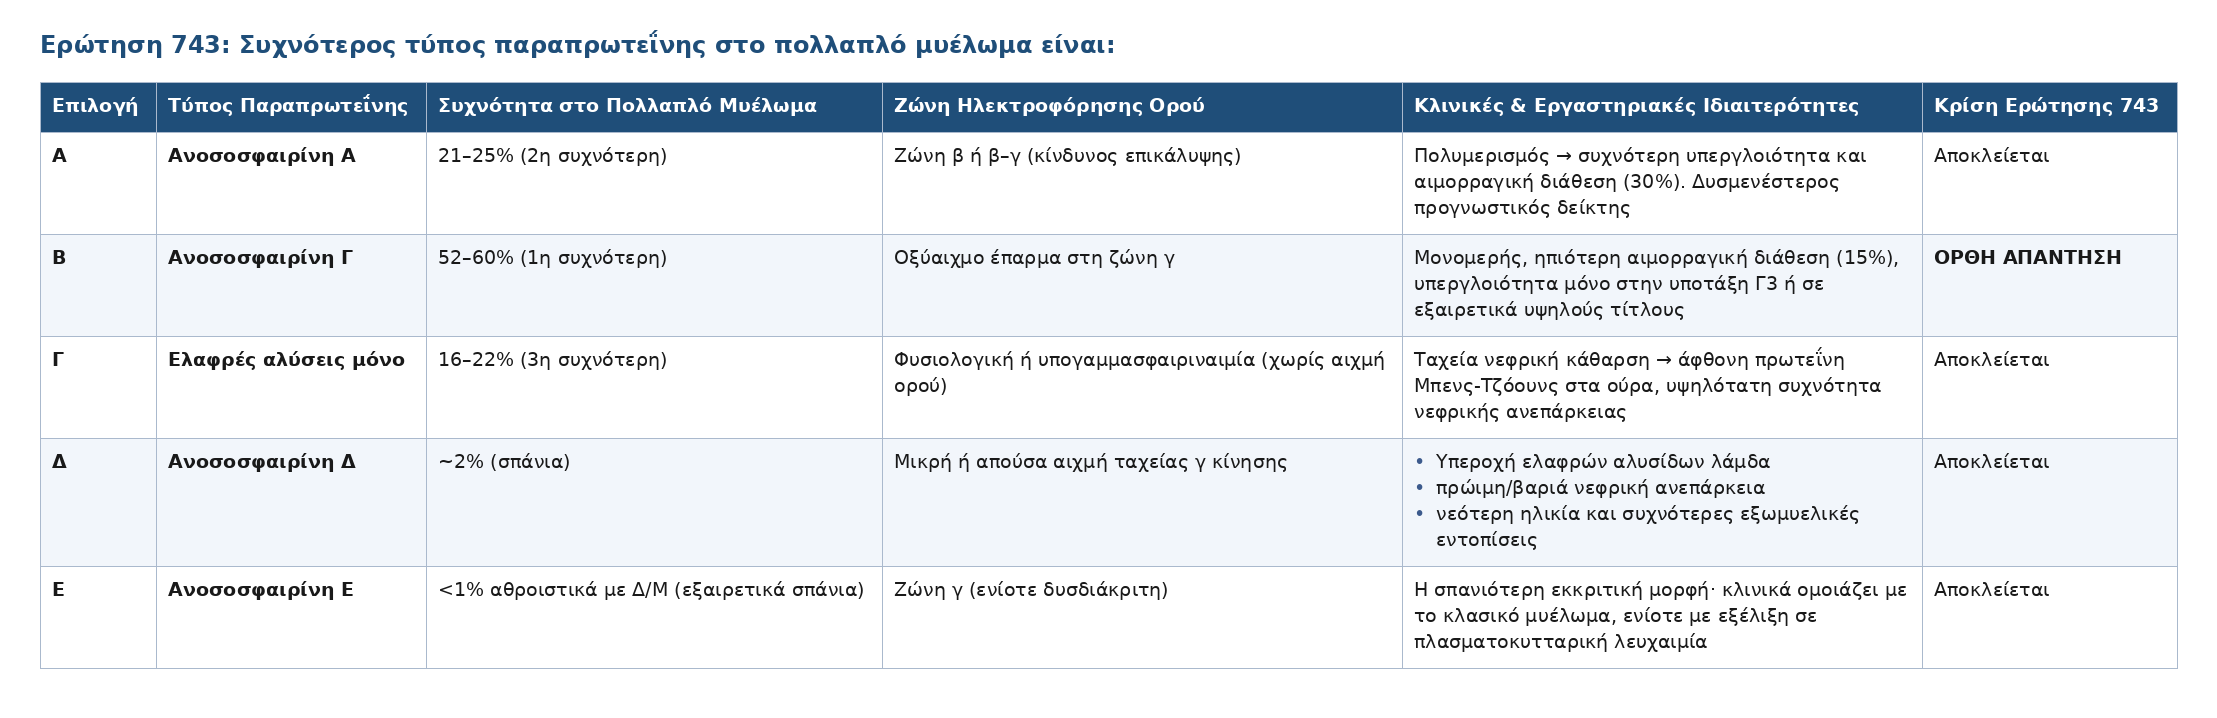 Ερώτηση 743: Συχνότερος τύπος παραπρωτεΐνης στο πολλαπλό μυέλωμα είναι:
Επιλογή Τύπος Παραπρωτεΐνης Συχνότητα στο Πολλαπλό Μυέλωμα Ζώνη Ηλεκτροφόρησης Ορού Κλινικές & Εργαστηριακές Ιδιαιτερότητες Κρίση Ερώτησης 743
Α Ανοσοσφαιρίνη Α 21–25% (2η συχνότερη) Ζώνη β ή β–γ (κίνδυνος επικάλυψης) Πολυμερισμός → συχνότερη υπεργλοιότητα και Αποκλείεται
αιμορραγική διάθεση (30%). Δυσμενέστερος
προγνωστικός δείκτης
Β Ανοσοσφαιρίνη Γ 52–60% (1η συχνότερη) Οξύαιχμο έπαρμα στη ζώνη γ Μονομερής, ηπιότερη αιμορραγική διάθεση (15%), ΟΡΘΗ ΑΠΑΝΤΗΣΗ
υπεργλοιότητα μόνο στην υποτάξη Γ3 ή σε
εξαιρετικά υψηλούς τίτλους
Γ Ελαφρές αλύσεις μόνο 16–22% (3η συχνότερη) Φυσιολογική ή υπογαμμασφαιριναιμία (χωρίς αιχμή Ταχεία νεφρική κάθαρση → άφθονη πρωτεΐνη Αποκλείεται
ορού) Μπενς-Τζόουνς στα ούρα, υψηλότατη συχνότητα
νεφρικής ανεπάρκειας
Δ Ανοσοσφαιρίνη Δ ~2% (σπάνια) Μικρή ή απούσα αιχμή ταχείας γ κίνησης • Υπεροχή ελαφρών αλυσίδων λάμδα Αποκλείεται
• πρώιμη/βαριά νεφρική ανεπάρκεια
• νεότερη ηλικία και συχνότερες εξωμυελικές
εντοπίσεις
Ε Ανοσοσφαιρίνη Ε <1% αθροιστικά με Δ/Μ (εξαιρετικά σπάνια) Ζώνη γ (ενίοτε δυσδιάκριτη) Η σπανιότερη εκκριτική μορφή· κλινικά ομοιάζει με Αποκλείεται
το κλασικό μυέλωμα, ενίοτε με εξέλιξη σε
πλασματοκυτταρική λευχαιμία